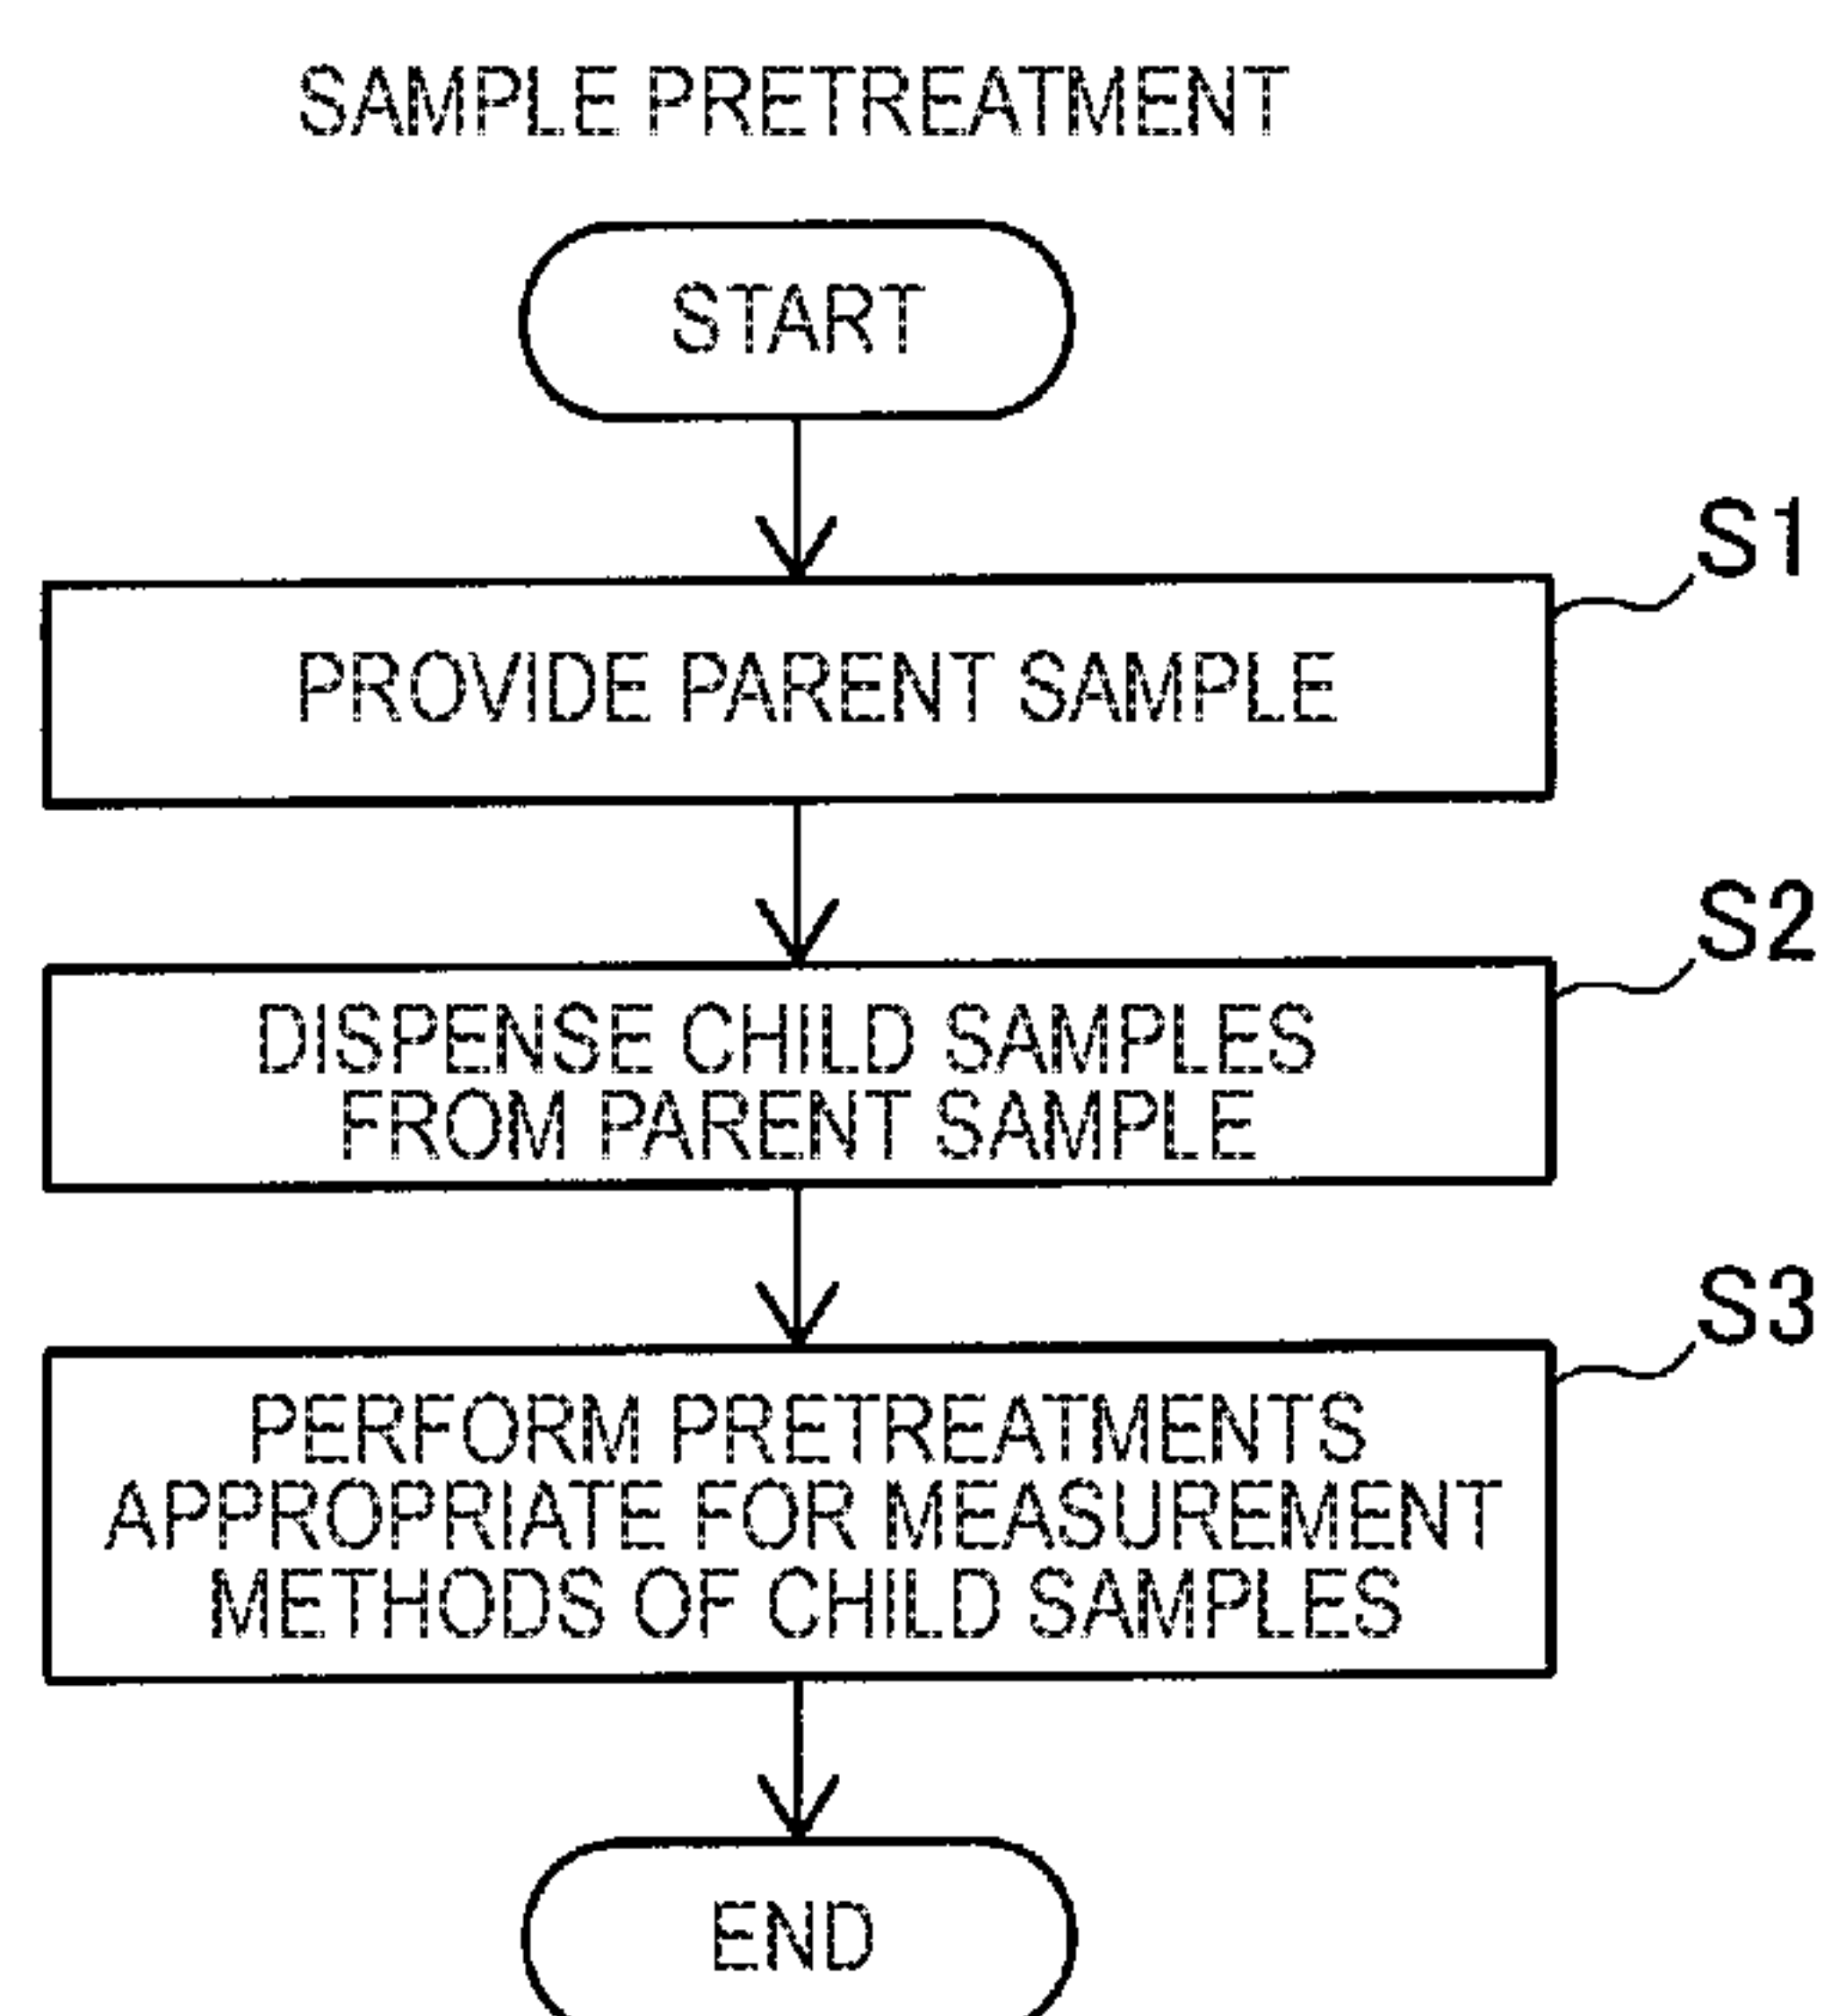 SAMPLE PRETREATMENT
START
S1
PROVIDE PARENT SAMPLE
S2
DISPENSE CHILD SAMPLES
FROM PARENT SAMPLE
S3
PERFORM PRETREATMENTS
APPROPRIATE FOR MEASUREMENT
METHODS OF CHILD SAMPLES
END